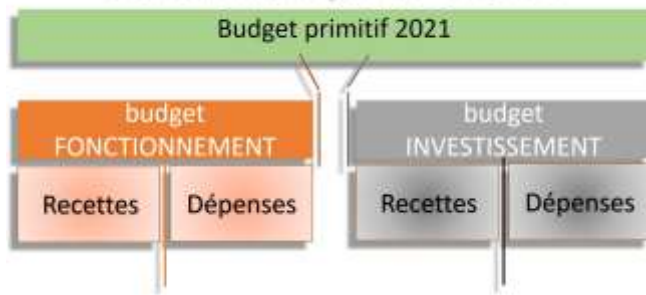 Budget primitif 2021
budget
FONCTIONNEMENT
budget
INVESTISSEMENT
Recettes
Dépenses
Recettes
Dépenses